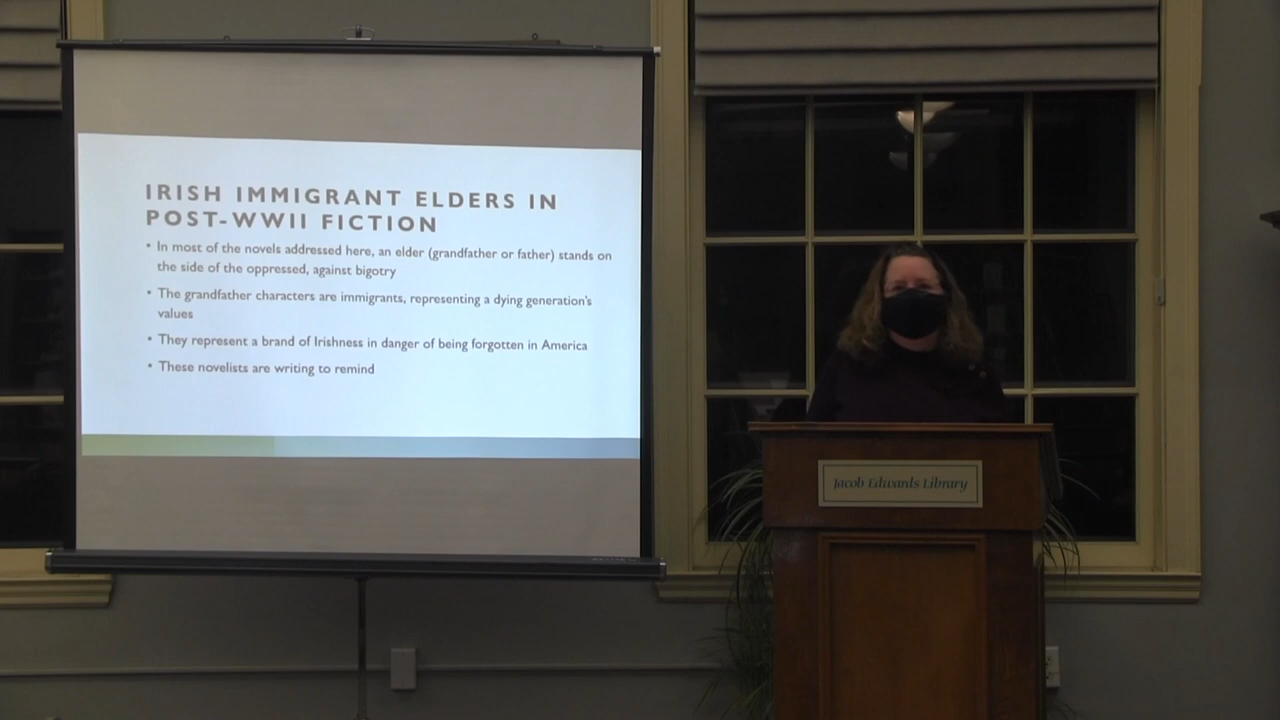 IRISH IMMIGRANT ELDERS IN
POST-WWII FICTION
• In most of the novels addressed here, an elder (grandfather or father) stands on
the side of the oppressed, against bigotry
• The grandfather characters are immigrants, representing a dying generation's
values
• They represent a brand of Irishness in danger of being forgotten in America
• These novelists are writing to remind
Jacob Edwards Library